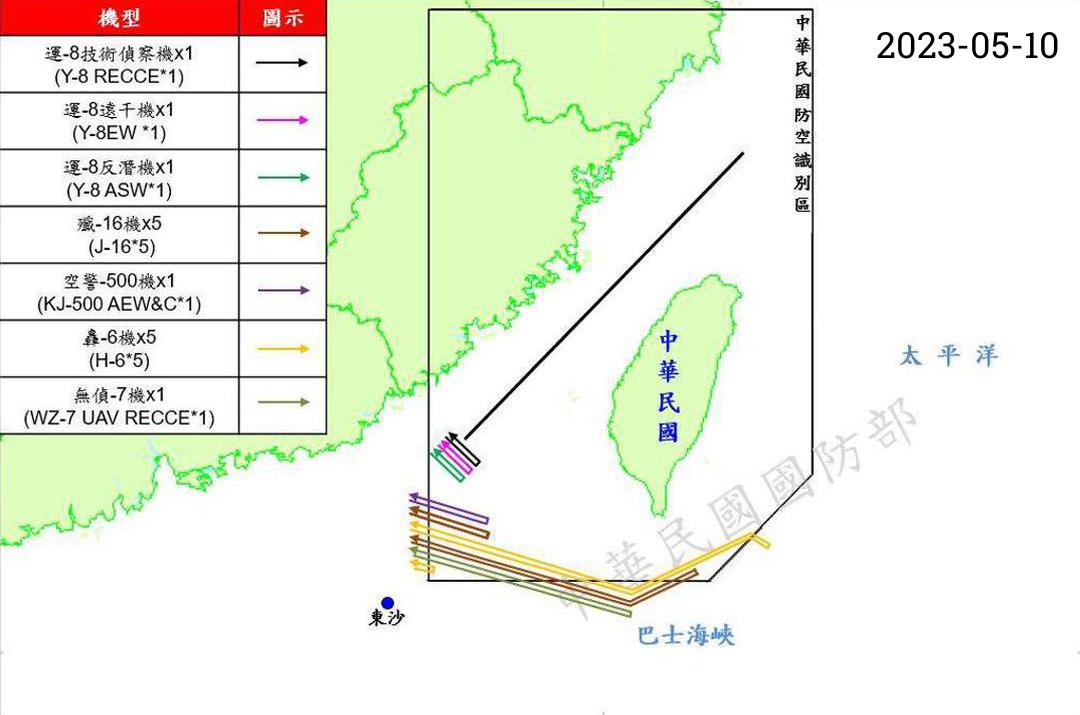 機型
圖示
運-8技術偵察機x1
(Y-8 RECCE*1)
運-8遠干機x1
(Y-8EW *1)
運-8反潛機x1
(Y-8 ASW*1)
殲-16機x5
(J-16*5)
空警-500機x1
(KJ-500 AEW&C*1)
轟-6機x5
(H-6*5)
無偵-7機x1
(WZ-7 UAV RECCE*1)
中華民國防空識別區
2023-05-10
中華民國
太平洋
中華民國國防部
東沙
巴士海峽